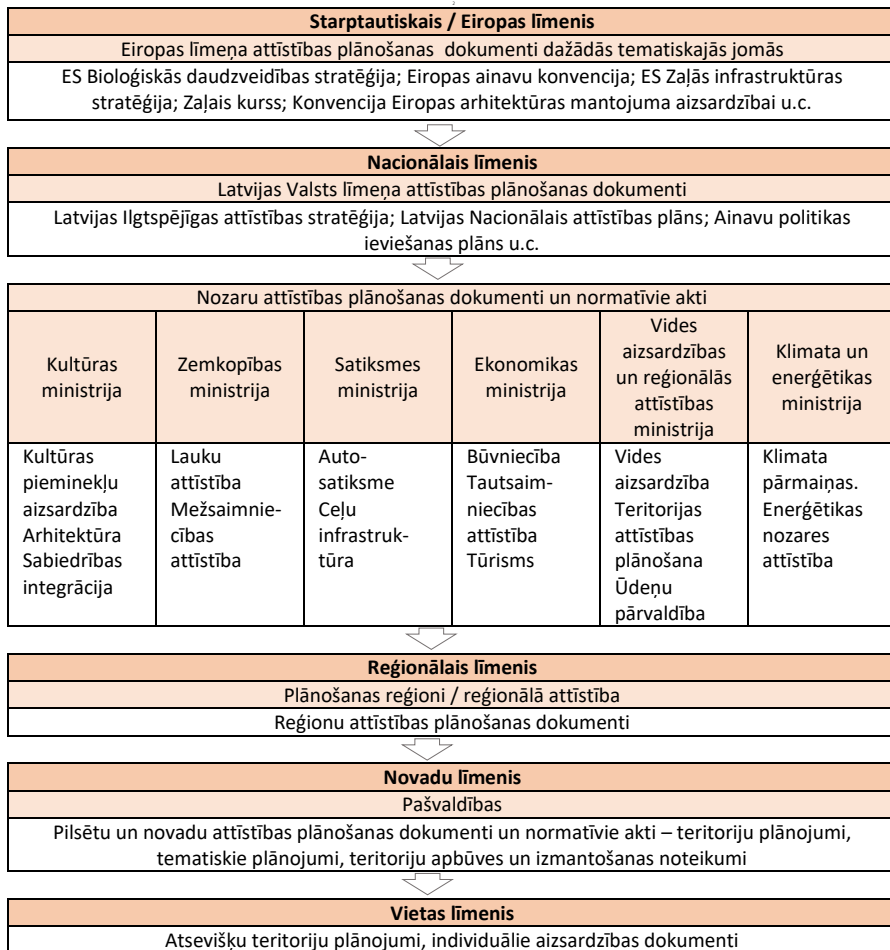 2
Starptautiskais / Eiropas līmenis
Eiropas līmeņa attīstības plānošanas dokumenti dažādās tematiskajās jomās
ES Bioloģiskās daudzveidības stratēģija; Eiropas ainavu konvencija; ES Zaļās infrastruktūras
stratēģija; Zaļais kurss; Konvencija Eiropas arhitektūras mantojuma aizsardzībai u.c.
Nacionālais līmenis
Latvijas Valsts līmeņa attīstības plānošanas dokumenti
Latvijas Ilgtspējīgas attīstības stratēģija; Latvijas Nacionālais attīstības plāns; Ainavu politikas
ieviešanas plāns u.c.
Nozaru attīstības plānošanas dokumenti un normatīvie akti
Kultūras
ministrija
Zemkopības
ministrija
Satiksmes
ministrija
Ekonomikas
ministrija
Vides
aizsardzības
un reģionālās
attīstības
ministrija
Klimata un
enerģētikas
ministrija
Kultūras
pieminekļu
aizsardzība
Arhitektūra
Sabiedrības
integrācija
Lauku
attīstība
Mežsaimnie-
cības
attīstība
Auto-
satiksme
Ceļu
infrastruk-
tūra
Būvniecība
Tautsaim-
niecības
attīstība
Tūrisms
Vides
aizsardzība
Teritorijas
attīstības
plānošana
Ūdeņu
pārvaldība
Klimata
pārmaiņas.
Enerģētikas
nozares
attīstība
Reģionālais līmenis
Plānošanas reģioni / reģionālā attīstība
Reģionu attīstības plānošanas dokumenti
Novadu līmenis
Pašvaldības
Pilsētu un novadu attīstības plānošanas dokumenti un normatīvie akti – teritoriju plānojumi,
tematiskie plānojumi, teritoriju apbūves un izmantošanas noteikumi
Vietas līmenis
Atsevišķu teritoriju plānojumi, individuālie aizsardzības dokumenti